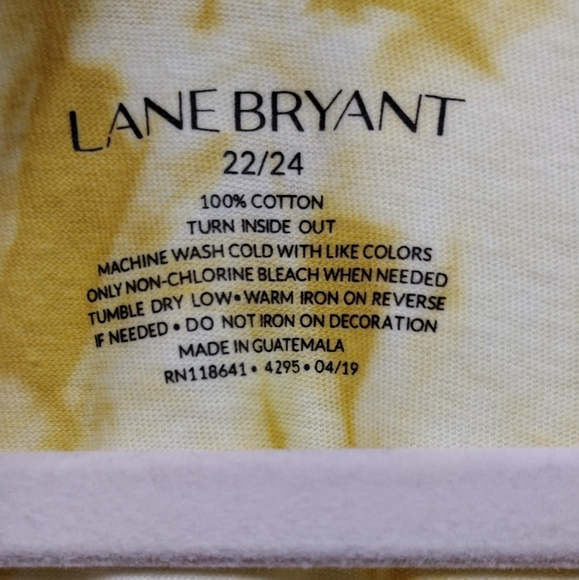 LANE BRYANT
22/24
100% COTTON
TURN INSIDE OUT
MACHINE WASH COLD WITH LIKE COLORS
ONLY NON-CHLORINE BLEACH WHEN NEEDED
TUMBLE DRY LOW • WARM IRON ON REVERSE
IF NEEDED • DO NOT IRON ON DECORATION
MADE IN GUATEMALA
RN118641 • 4295 • 04/19